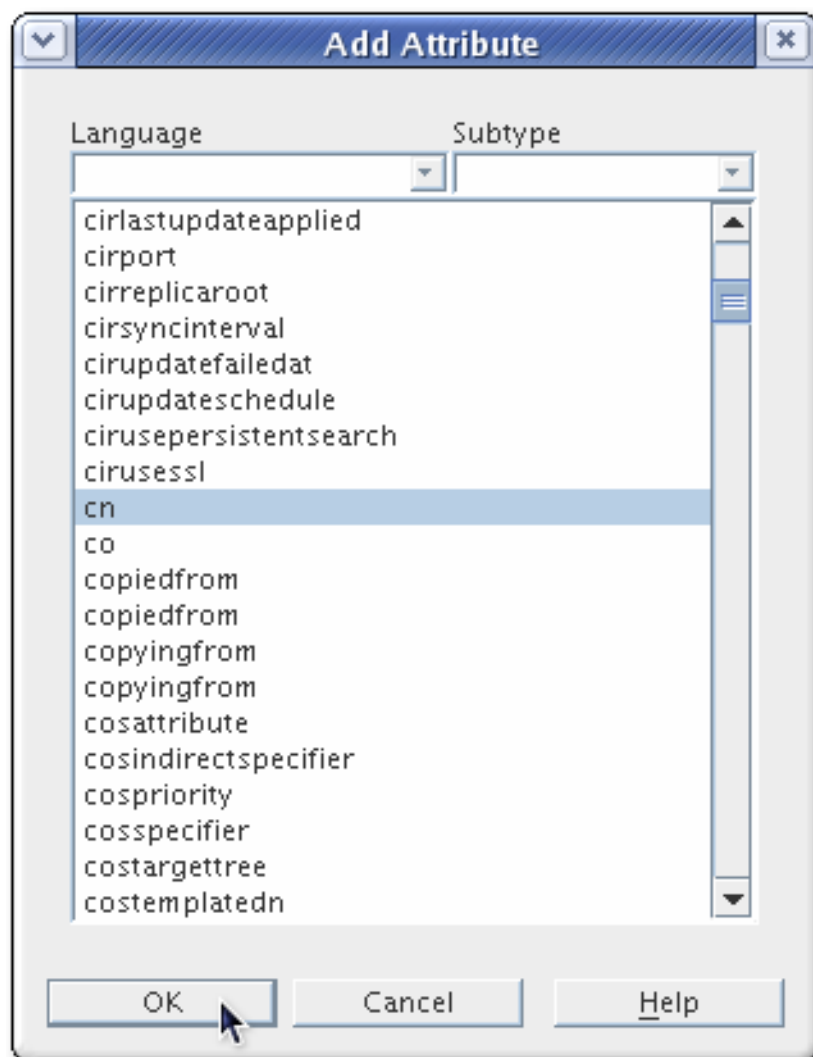 Add Attribute
Language Subtype
cirlastupdateapplied
cirport
cirreplicaroot
cirsyncinterval
cirupdatefailedat
cirupdateschedule
cirusepersistentsearch
cirusessl
cn
co
copiedfrom
copiedfrom
copyingfrom
copyingfrom
cosattribute
cosindirectspecifier
cospriority
cosspecifier
costargettree
costemplatedn
OK Cancel Help